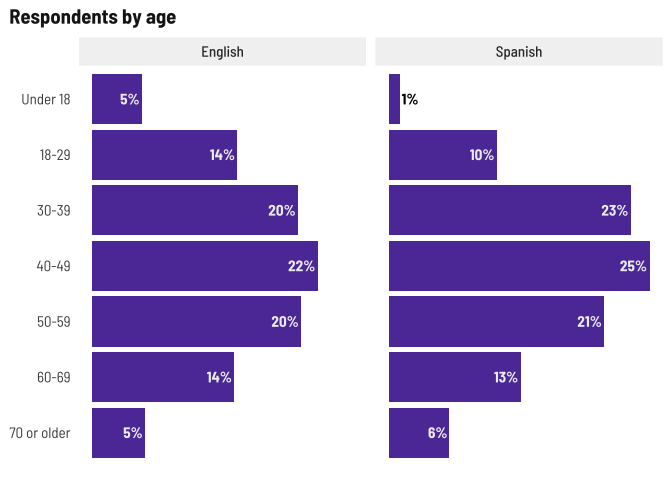 Respondents by age
English Spanish
Under 18 5% 1%
18-29 14% 10%
30-39 20% 23%
40-49 22% 25%
50-59 20% 21%
60-69 14% 13%
70 or older 5% 6%